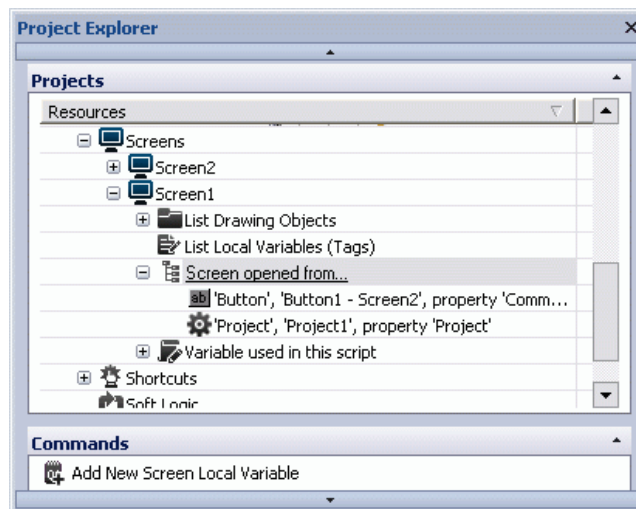 Project Explorer
Projects
Resources
Screens
Screen2
Screen1
List Drawing Objects
List Local Variables (Tags)
Screen opened from...
'Button', 'Button1 - Screen2', property 'Comm...
'Project', 'Project1', property 'Project'
Variable used in this script
Shortcuts
Soft Logic
Commands
Add New Screen Local Variable